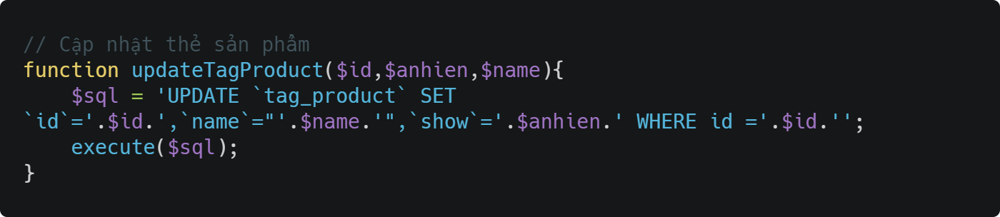 // Cập nhật thẻ sản phẩm
function updateTagProduct($id,$anhien,$name){
    $sql = 'UPDATE `tag_product` SET
`id`='.$id.',`name`="'.$name.'",`show`='.$anhien.' WHERE id ='.$id.'';
    execute($sql);
}